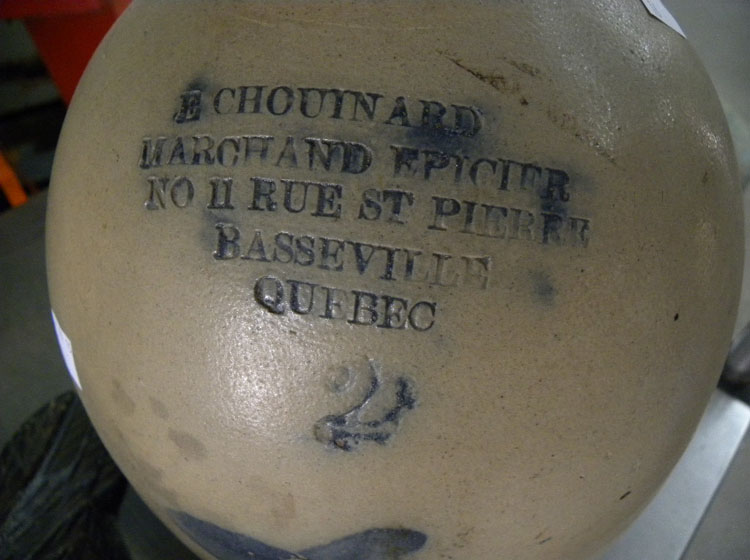 E CHOUINARD
MARCHAND EPICIER
NO 11 RUE ST PIERRE
BASSEVILLE
QUEBEC
2